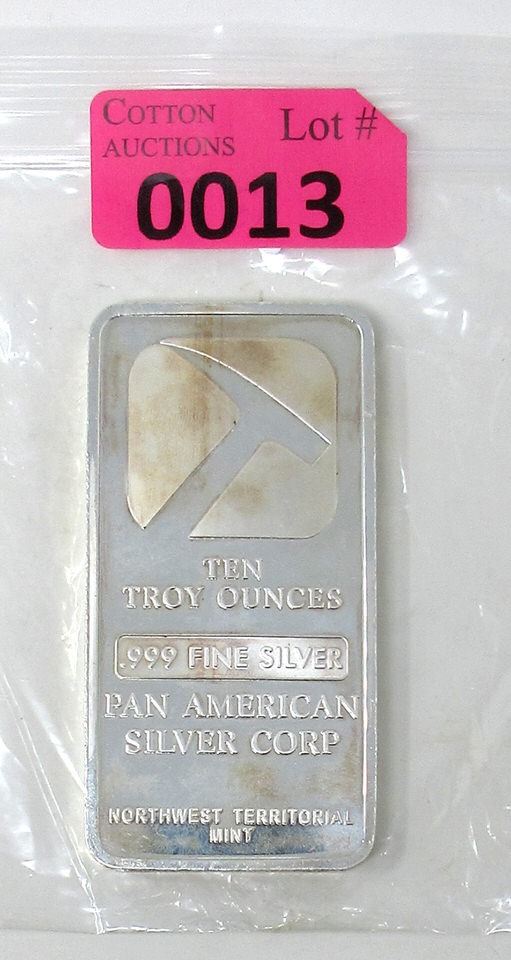 COTTON
AUCTIONS
Lot #
0013
TEN
TROY OUNCES
.999 FINE SILVER
PAN AMERICAN
SILVER CORP
NORTHWEST TERRITORIAL
MINT